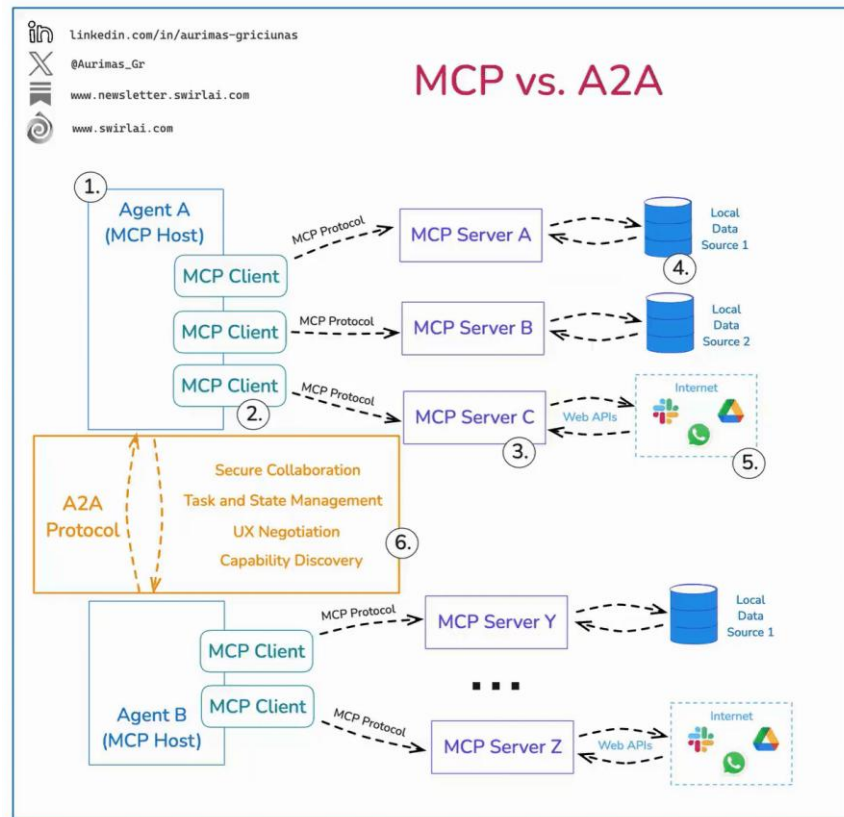 linkedin.com/in/aurimas-griciunas
@Aurimas_Gr
www.newsletter.swirlai.com
www.swirlai.com
MCP vs. A2A
1.
Agent A
(MCP Host)
MCP Client
MCP Protocol
MCP Server A
Local
Data
Source 1
4.
MCP Client
MCP Protocol
MCP Server B
Local
Data
Source 2
MCP Client
2.
MCP Protocol
MCP Server C
3.
Web APIs
Internet
5.
A2A
Protocol
Secure Collaboration
Task and State Management
UX Negotiation
Capability Discovery
6.
Agent B
(MCP Host)
MCP Client
MCP Protocol
MCP Server Y
Local
Data
Source 1
...
MCP Client
MCP Protocol
MCP Server Z
Web APIs
Internet